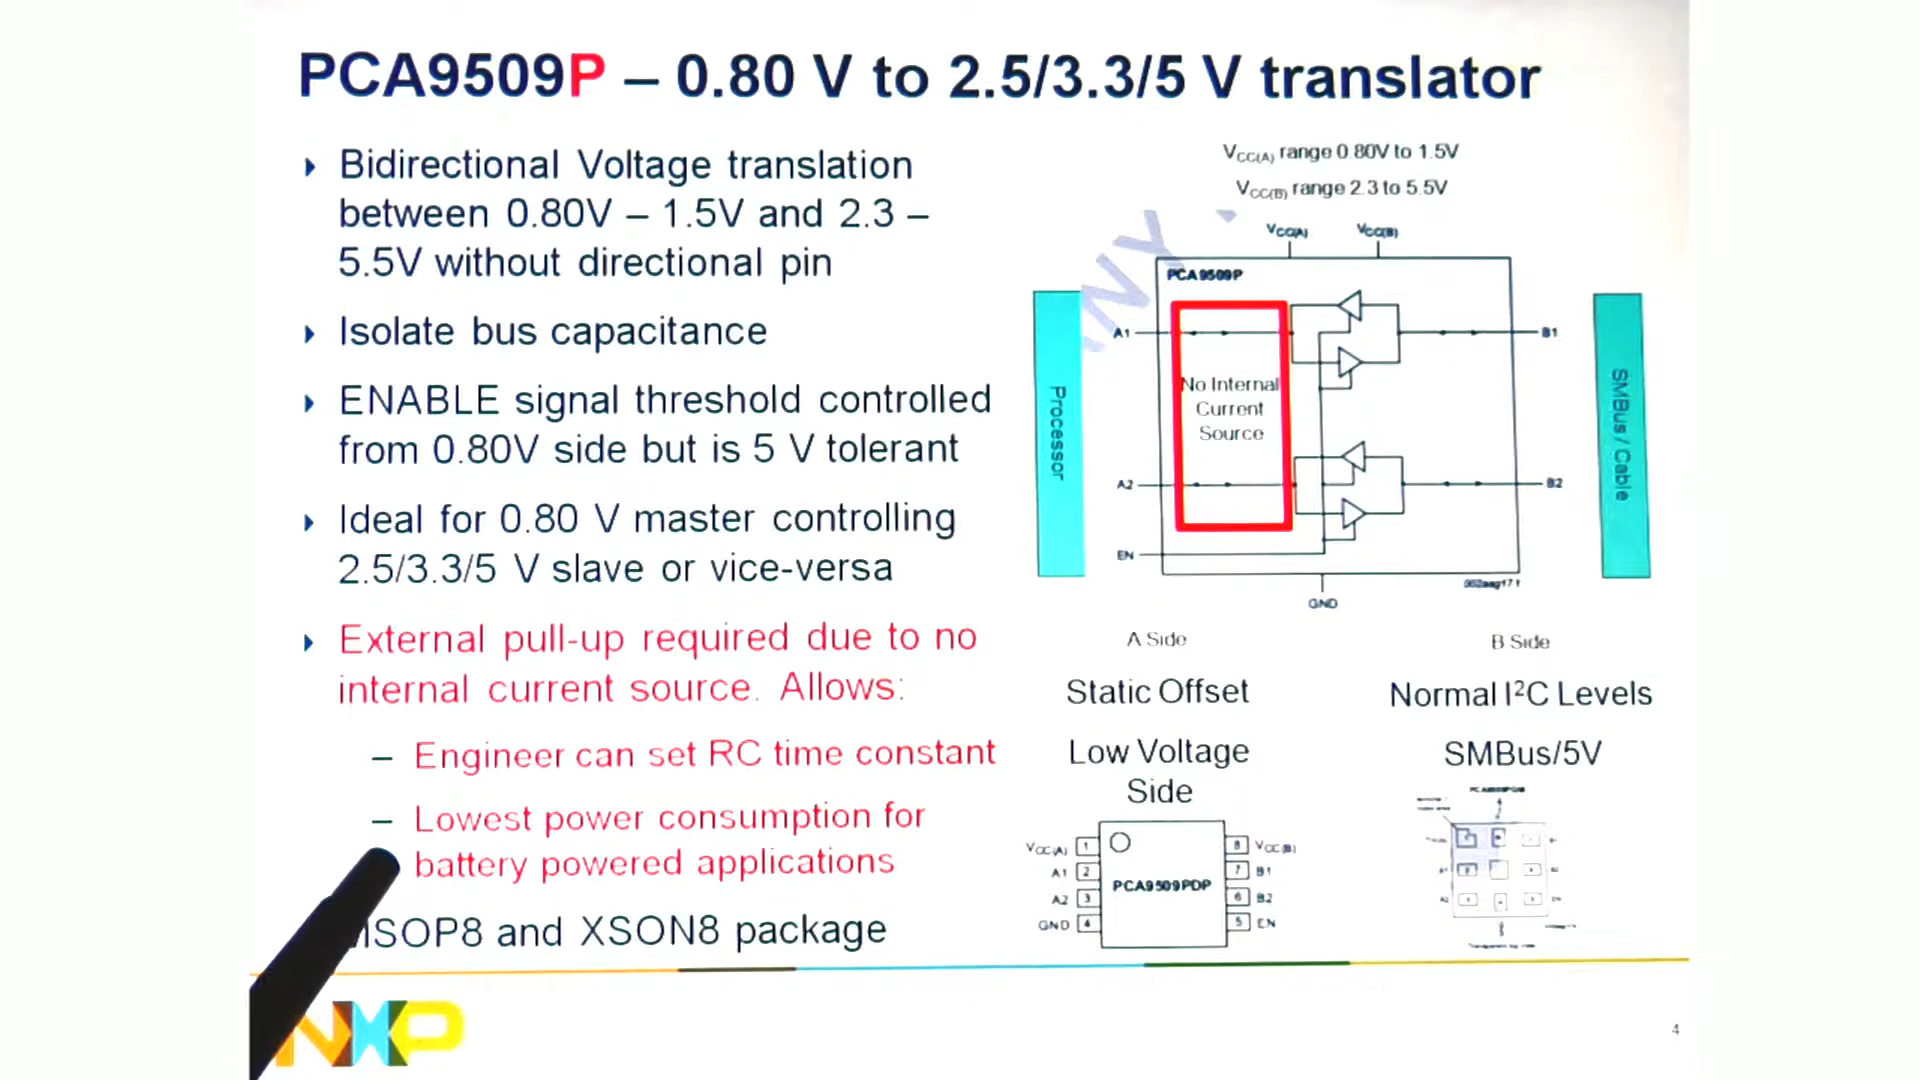 PCA9509P – 0.80 V to 2.5/3.3/5 V translator
Bidirectional Voltage translation
between 0.80V – 1.5V and 2.3 –
5.5V without directional pin
Isolate bus capacitance
ENABLE signal threshold controlled
from 0.80V side but is 5 V tolerant
Ideal for 0.80 V master controlling
2.5/3.3/5 V slave or vice-versa
External pull-up required due to no
internal current source. Allows:
– Engineer can set RC time constant
– Lowest power consumption for
battery powered applications
MSOP8 and XSON8 package
VCC(A) range 0.80V to 1.5V
VCC(B) range 2.3 to 5.5V
VCC(A) VCC(B)
PCA9509P
Processor
A1
B1
No Internal
Current
Source
A2
B2
EN
GND
SMBus / Cable
A Side
B Side
Static Offset
Normal I²C Levels
Low Voltage
Side
SMBus/5V
VCC(A) 1
A1 2
A2 3
GND 4
PCA9509PDP
8 VCC(B)
7 B1
6 B2
5 EN
NXP
4